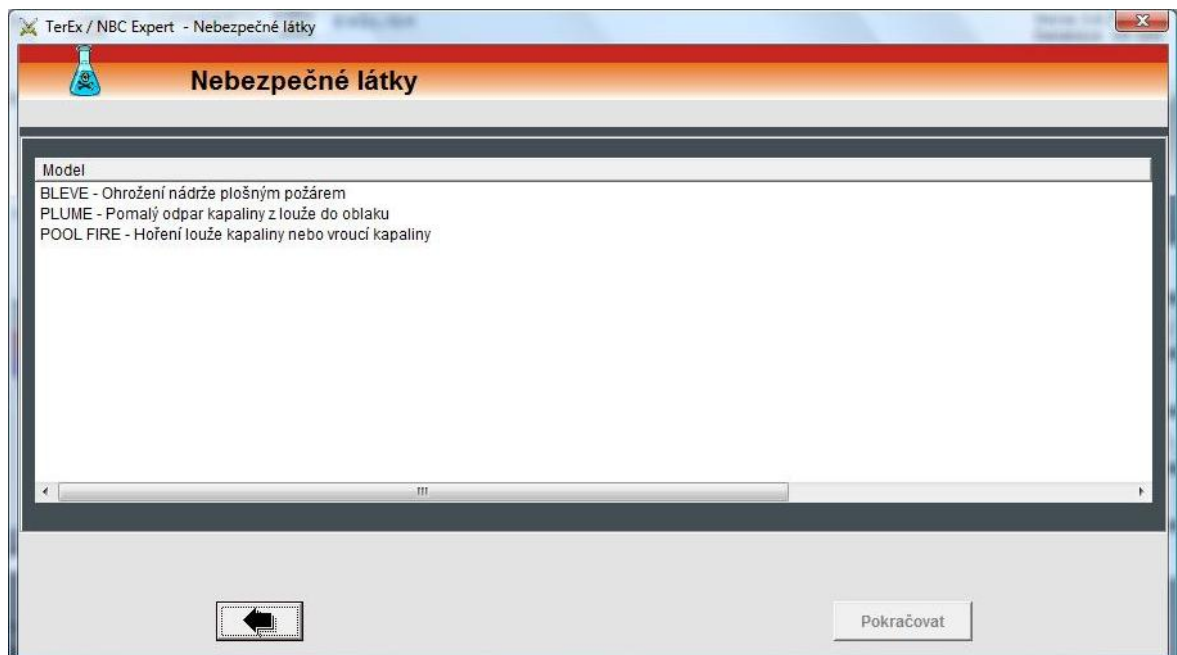 TerEx / NBC Expert - Nebezpečné látky
Nebezpečné látky
Model
BLEVE - Ohrožení nádrže plošným požárem
PLUME - Pomalý odpar kapaliny z louže do oblaku
POOL FIRE - Hoření louže kapaliny nebo vroucí kapaliny
Pokračovat